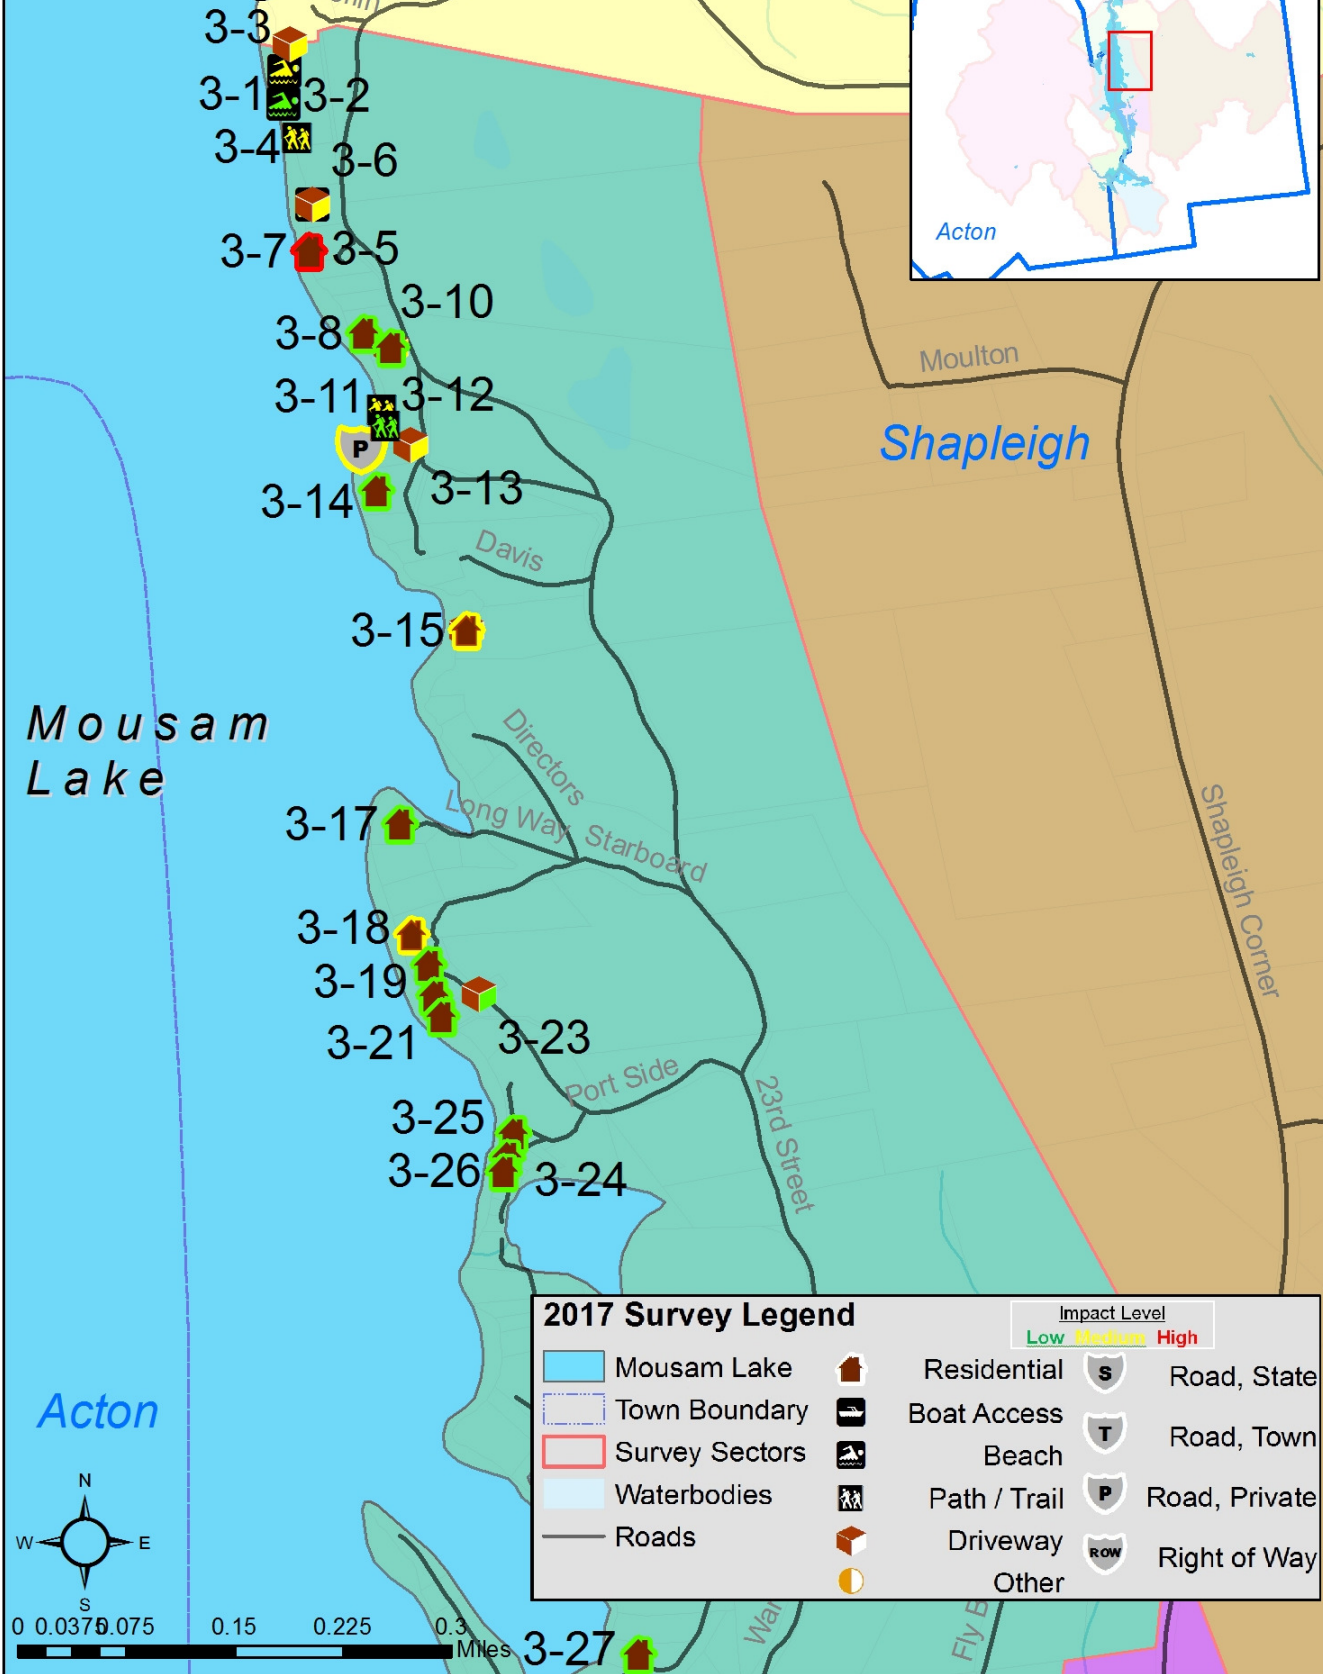 3-3
3-1
3-2
3-4
3-6
3-7
3-5
3-10
3-8
3-11
3-12
P
3-14
3-13
Davis
3-15
Directors
Long Way
Starboard
3-17
3-18
3-19
3-21
3-23
Port Side
23rd Street
3-25
3-26
3-24
3-27
Mousam
Lake
Acton
Shapleigh
Moulton
Shapleigh Corner
Acton
2017 Survey Legend
Impact Level
Low Medium High
Mousam Lake
Residential
S Road, State
Town Boundary
Boat Access
T Road, Town
Survey Sectors
Beach
Waterbodies
Path / Trail
P Road, Private
Roads
Driveway
ROW Right of Way
Other
N
W E
S
0 0.0375 0.075 0.15 0.225 0.3
Miles
Fly B